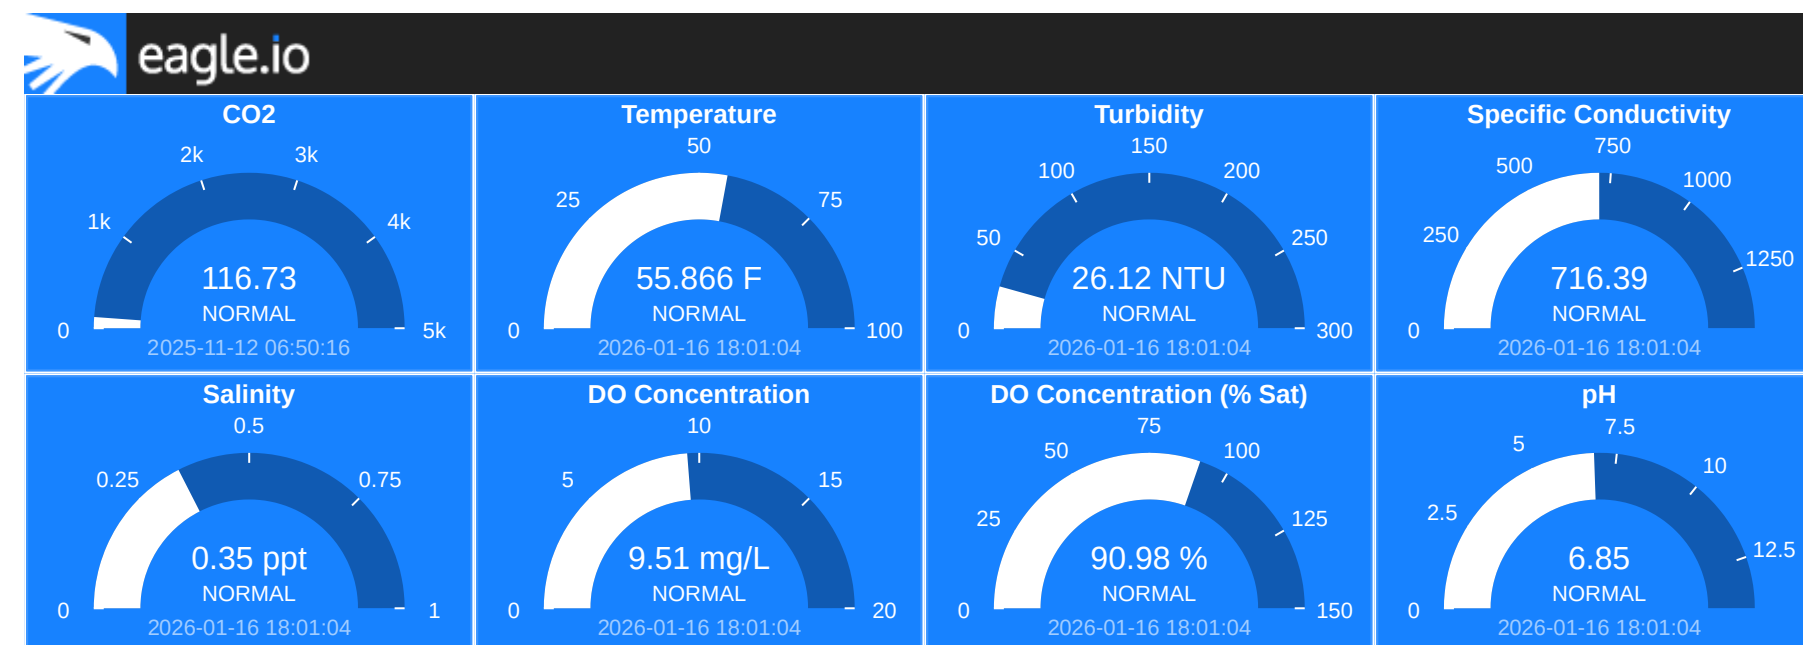 eagle.io
CO2
0
1k
2k
3k
4k
5k
116.73
NORMAL
2025-11-12 06:50:16
Temperature
0
25
50
75
100
55.866 F
NORMAL
2026-01-16 18:01:04
Turbidity
0
50
100
150
200
250
300
26.12 NTU
NORMAL
2026-01-16 18:01:04
Specific Conductivity
0
250
500
750
1000
1250
716.39
NORMAL
2026-01-16 18:01:04
Salinity
0
0.25
0.5
0.75
1
0.35 ppt
NORMAL
2026-01-16 18:01:04
DO Concentration
0
5
10
15
20
9.51 mg/L
NORMAL
2026-01-16 18:01:04
DO Concentration (% Sat)
0
25
50
75
100
125
150
90.98 %
NORMAL
2026-01-16 18:01:04
pH
0
2.5
5
7.5
10
12.5
6.85
NORMAL
2026-01-16 18:01:04